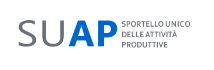 SUAP
SPORTELLO UNICO
DELLE ATTIVITÀ
PRODUTTIVE